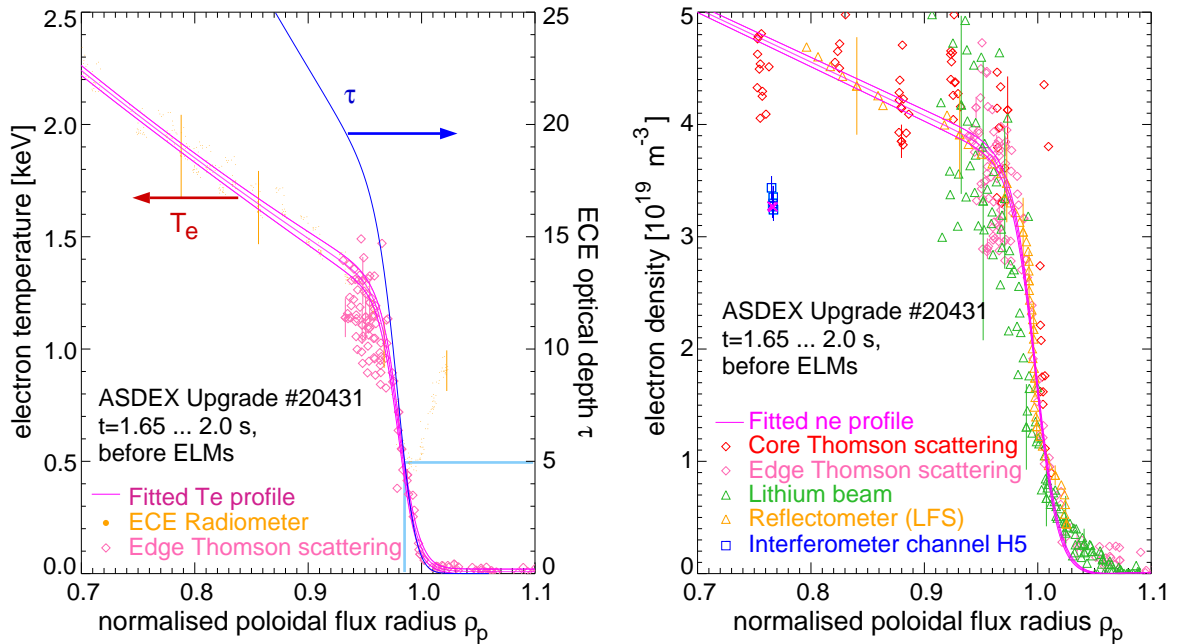 2.5
2.0
1.5
1.0
0.5
0.0
electron temperature [keV]
25
20
15
10
5
0
ECE optical depth τ
τ
T_e
ASDEX Upgrade #20431
t=1.65 ... 2.0 s,
before ELMs
Fitted Te profile
ECE Radiometer
Edge Thomson scattering
0.7 0.8 0.9 1.0 1.1
normalised poloidal flux radius ρ_p
5
4
3
2
1
0
electron density [10^19 m^-3]
ASDEX Upgrade #20431
t=1.65 ... 2.0 s,
before ELMs
Fitted ne profile
Core Thomson scattering
Edge Thomson scattering
Lithium beam
Reflectometer (LFS)
Interferometer channel H5
0.7 0.8 0.9 1.0 1.1
normalised poloidal flux radius ρ_p